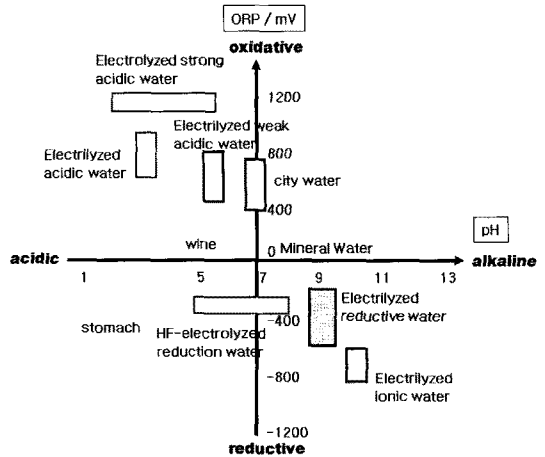 ORP / mV
oxidative
Electrolyzed strong
acidic water
1200
Electrilyzed weak
acidic water
800
Electrilyzed
acidic water
city water
400
wine
0 Mineral Water
pH
acidic
alkaline
1 5 7 9 11 13
Electrilyzed
reductive water
-400
stomach
HF-electrolyzed
reduction water
-800
Electrilyzed
ionic water
-1200
reductive